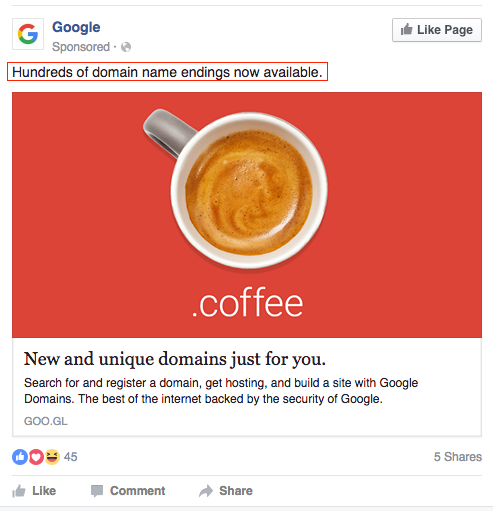 Google
Sponsored ·
Like Page
Hundreds of domain name endings now available.
.coffee
New and unique domains just for you.
Search for and register a domain, get hosting, and build a site with Google
Domains. The best of the internet backed by the security of Google.
GOO.GL
45
5 Shares
Like
Comment
Share